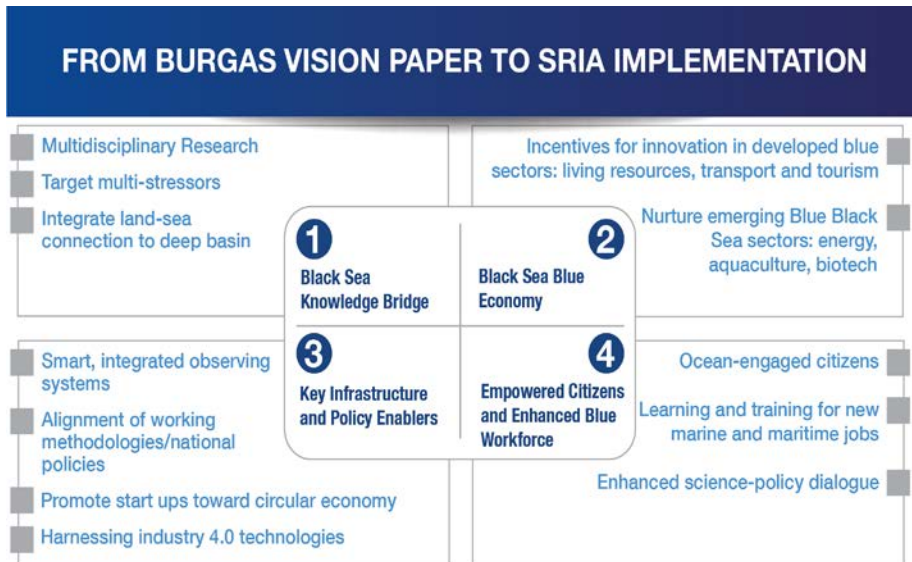 FROM BURGAS VISION PAPER TO SRIA IMPLEMENTATION
Multidisciplinary Research
Target multi-stressors
Integrate land-sea
connection to deep basin
Incentives for innovation in developed blue
sectors: living resources, transport and tourism
Nurture emerging Blue Black
Sea sectors: energy,
aquaculture, biotech
1
Black Sea
Knowledge Bridge
2
Black Sea Blue
Economy
3
Key Infrastructure
and Policy Enablers
4
Empowered Citizens
and Enhanced Blue
Workforce
Smart, integrated observing
systems
Alignment of working
methodologies/national
policies
Promote start ups toward circular economy
Harnessing industry 4.0 technologies
Ocean-engaged citizens
Learning and training for new
marine and maritime jobs
Enhanced science-policy dialogue